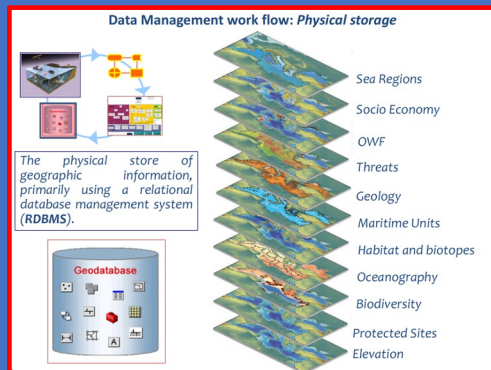 Data Management work flow: Physical storage
The physical store of
geographic information,
primarily using a relational
database management system
(RDBMS).
Geodatabase
A
Sea Regions
Socio Economy
OWF
Threats
Geology
Maritime Units
Habitat and biotopes
Oceanography
Biodiversity
Protected Sites
Elevation